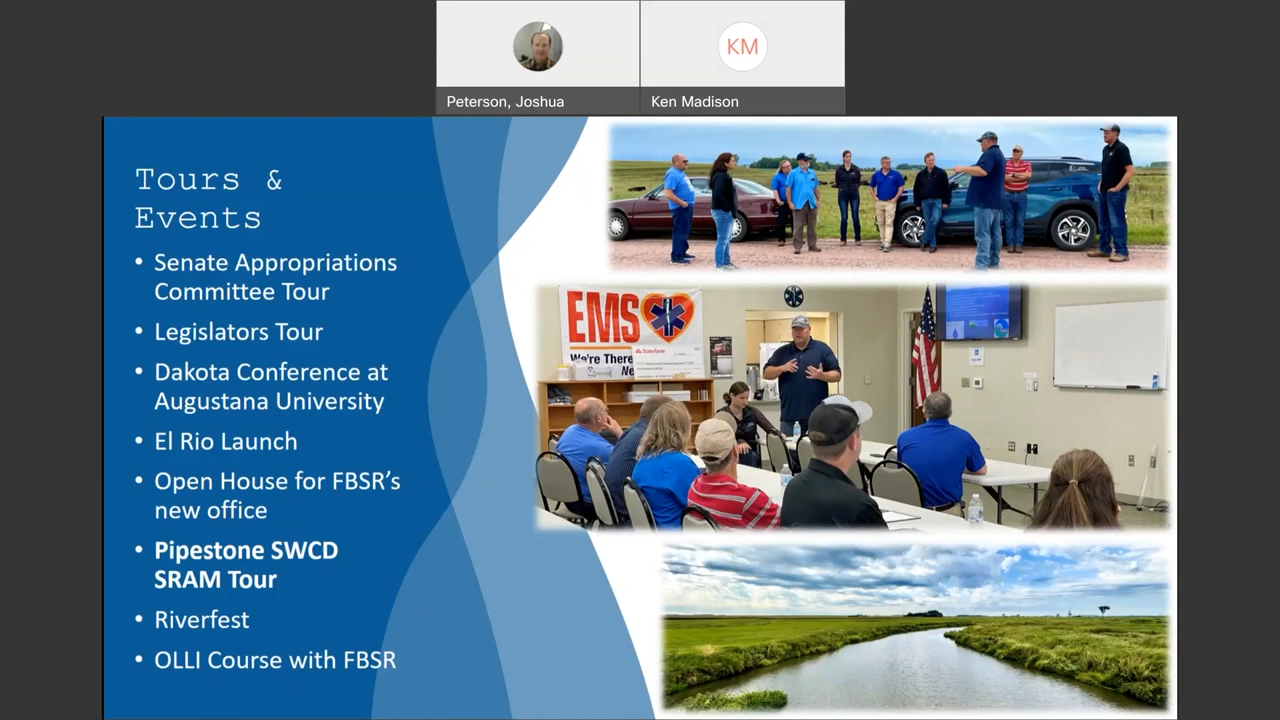 KM
Peterson, Joshua
Ken Madison
Tours &
Events
• Senate Appropriations
Committee Tour
• Legislators Tour
• Dakota Conference at
Augustana University
• El Rio Launch
• Open House for FBSR's
new office
• Pipestone SWCD
SRAM Tour
• Riverfest
• OLLI Course with FBSR
EMS
We're There
Ne
StateFarm